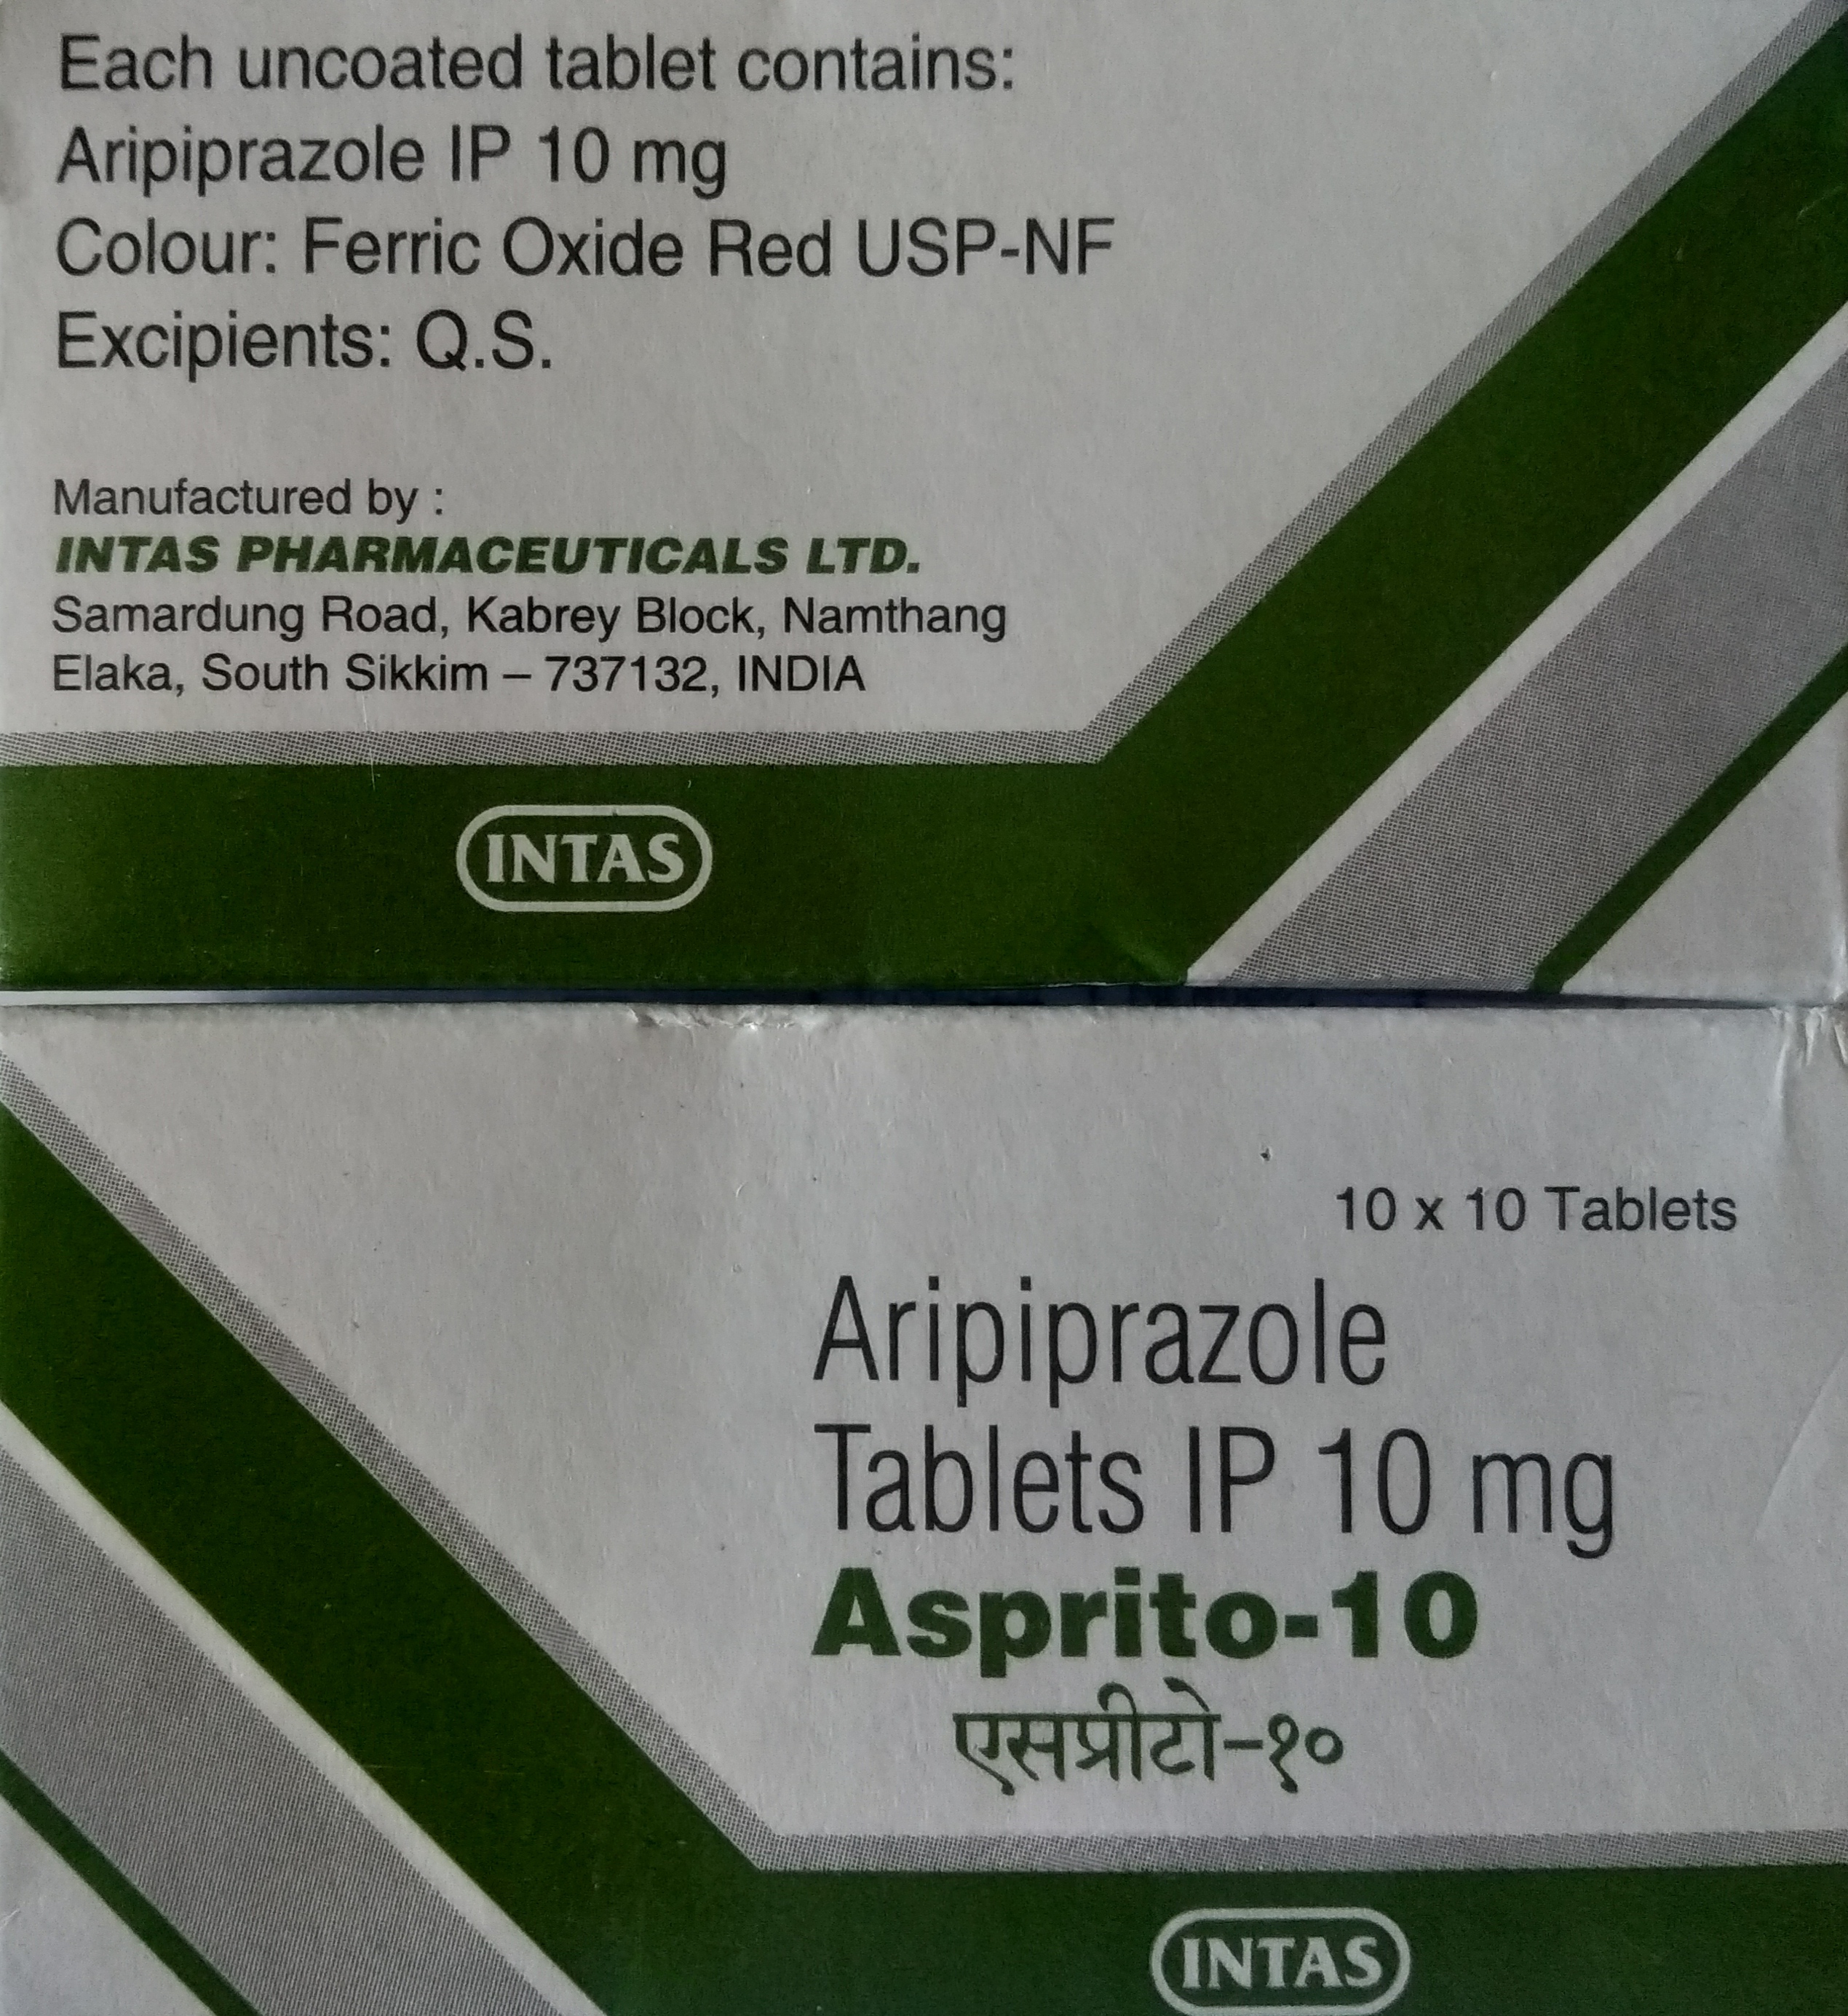 Each uncoated tablet contains:
Aripiprazole IP 10 mg
Colour: Ferric Oxide Red USP-NF
Excipients: Q.S.
Manufactured by :
INTAS PHARMACEUTICALS LTD.
Samardung Road, Kabrey Block, Namthang
Elaka, South Sikkim – 737132, INDIA
INTAS
10 x 10 Tablets
Aripiprazole
Tablets IP 10 mg
Asprito-10
एसप्रीटो-१०
INTAS